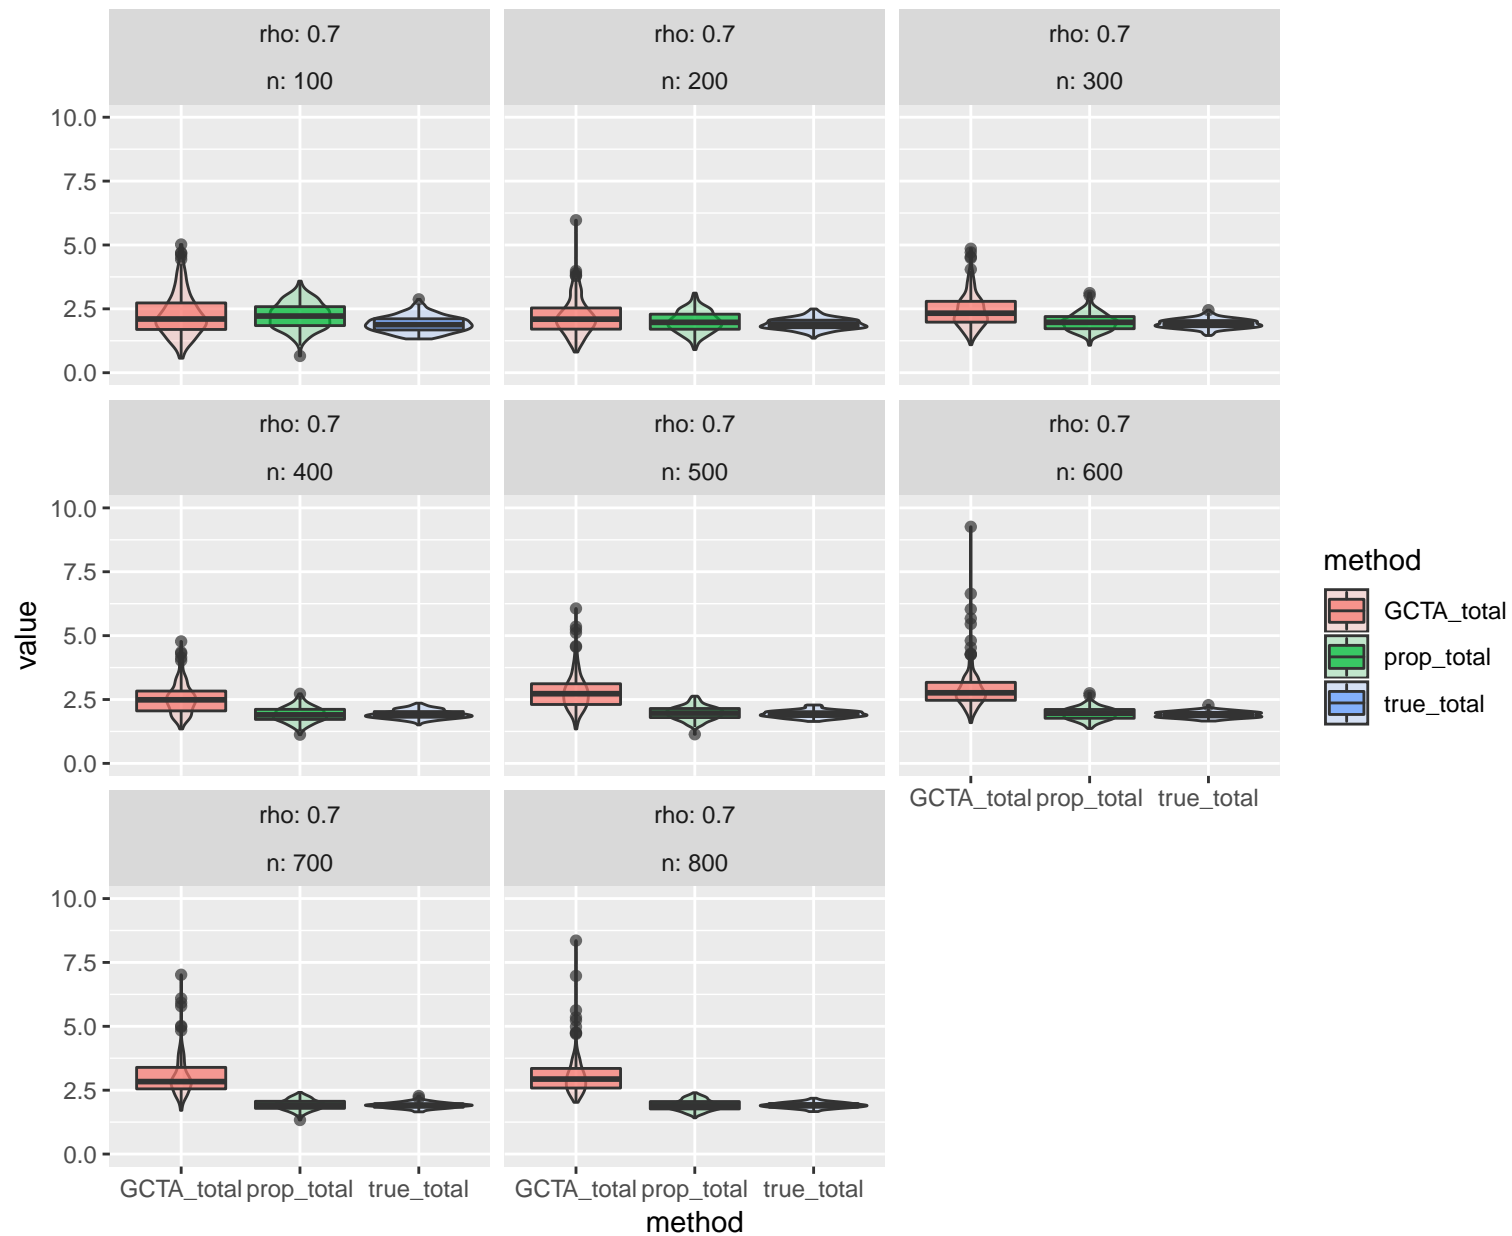 rho: 0.7 rho: 0.7 rho: 0.7
n: 100 n: 200 n: 300
10.0
7.5
5.0
2.5
0.0
rho: 0.7 rho: 0.7 rho: 0.7
n: 400 n: 500 n: 600
10.0
7.5
5.0
2.5
0.0
GCTA_total prop_total true_total
rho: 0.7 rho: 0.7
n: 700 n: 800
10.0
7.5
5.0
2.5
0.0
GCTA_total prop_total true_total GCTA_total prop_total true_total
method
value
method
GCTA_total
prop_total
true_total